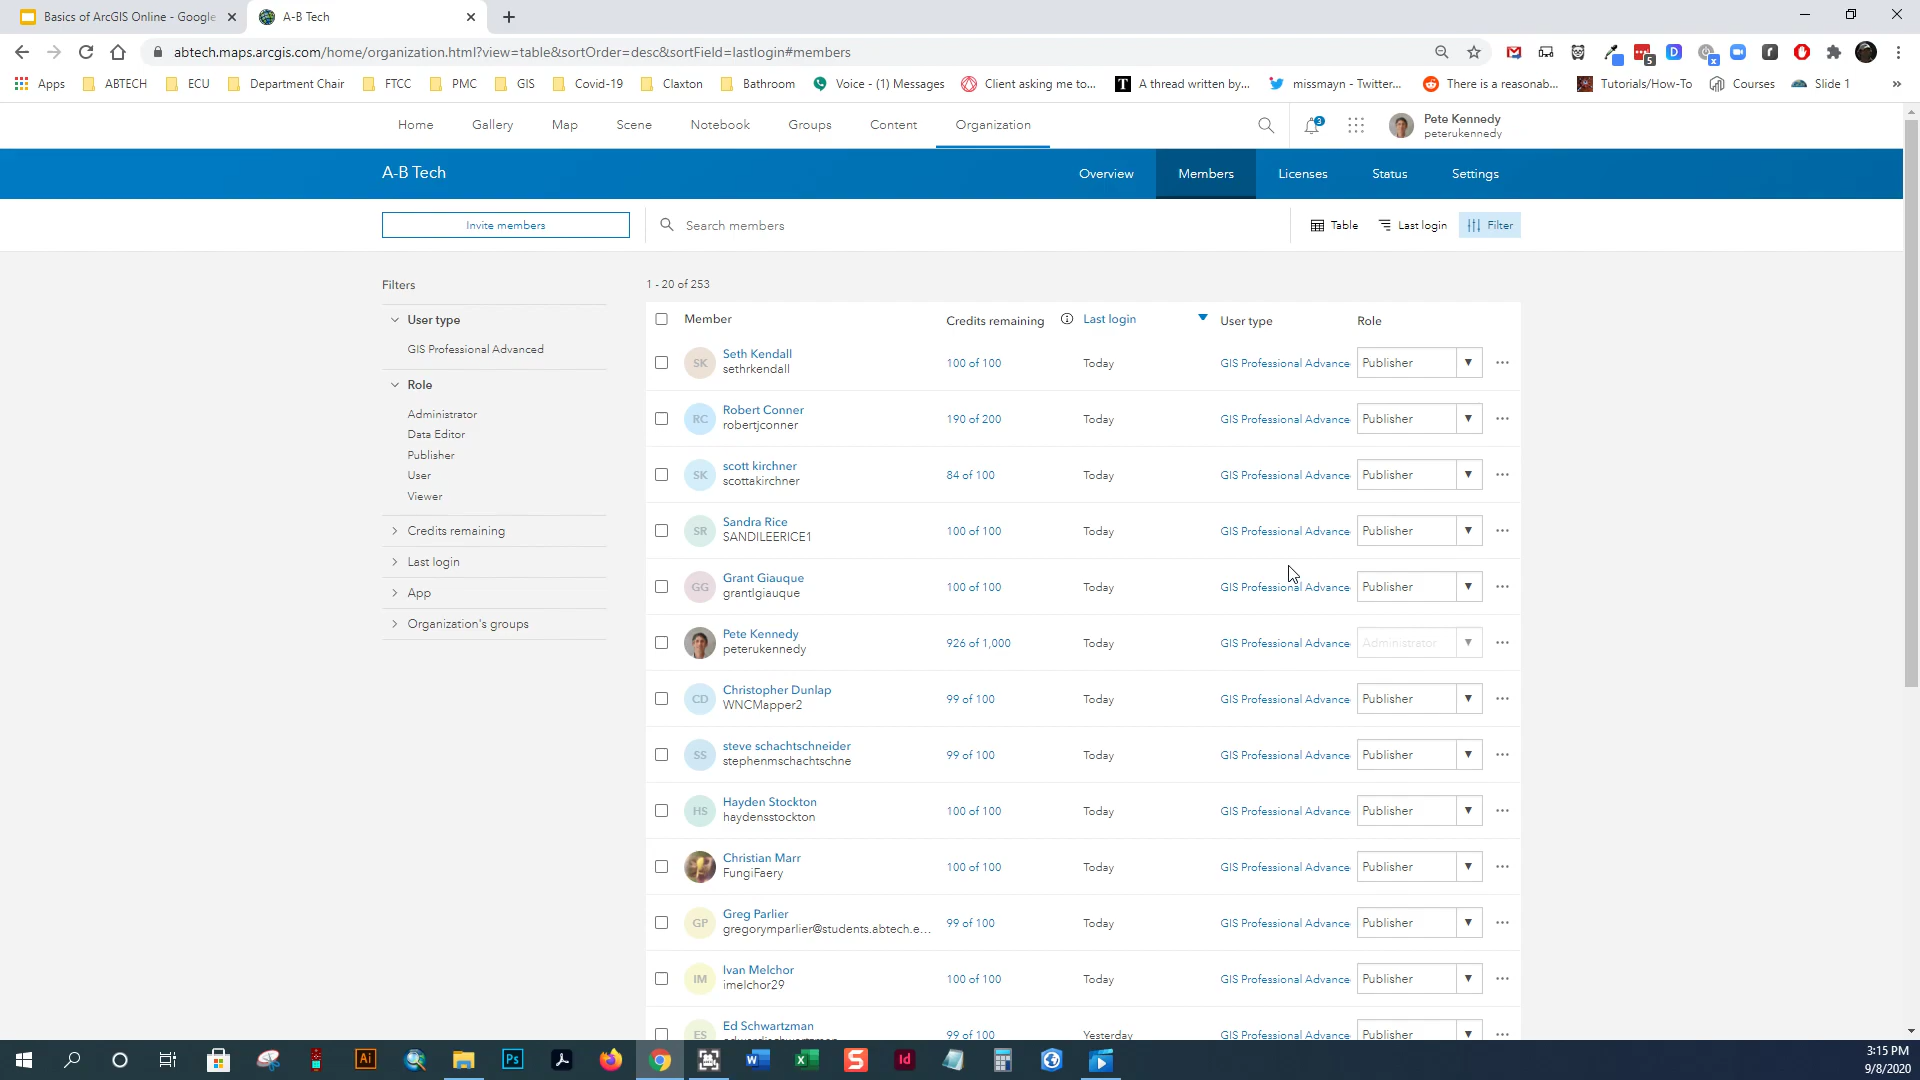 Basics of ArcGIS Online - Google
A-B Tech
abtech.maps.arcgis.com/home/organization.html?view=table&sortOrder=desc&sortField=lastlogin#members
5
Apps
ABTECH
ECU
Department Chair
FTCC
PMC
GIS
Covid-19
Claxton
Bathroom
Voice - (1) Messages
Client asking me to...
A thread written by...
missmayn - Twitter...
There is a reasonab...
Tutorials/How-To
Courses
Slide 1
»
Home
Gallery
Map
Scene
Notebook
Groups
Content
Organization
3
Pete Kennedy
peterukennedy
A-B Tech
Overview
Members
Licenses
Status
Settings
Invite members
Search members
Table
Last login
Filter
Filters
User type
GIS Professional Advanced
Role
Administrator
Data Editor
Publisher
User
Viewer
Credits remaining
Last login
App
Organization's groups
1 - 20 of 253
Member
Credits remaining
Last login
User type
Role
SK
Seth Kendall
sethrkendall
100 of 100
Today
GIS Professional Advance
Publisher
RC
Robert Conner
robertjconner
190 of 200
Today
GIS Professional Advance
Publisher
SK
scott kirchner
scottakirchner
84 of 100
Today
GIS Professional Advance
Publisher
SR
Sandra Rice
SANDILEERICE1
100 of 100
Today
GIS Professional Advance
Publisher
GG
Grant Giauque
grantlgiauque
100 of 100
Today
GIS Professional Advance
Publisher
Pete Kennedy
peterukennedy
926 of 1,000
Today
GIS Professional Advance
Administrator
CD
Christopher Dunlap
WNCMapper2
99 of 100
Today
GIS Professional Advance
Publisher
SS
steve schachtschneider
stephenmschachtschne
99 of 100
Today
GIS Professional Advance
Publisher
HS
Hayden Stockton
haydensstockton
100 of 100
Today
GIS Professional Advance
Publisher
Christian Marr
FungiFaery
100 of 100
Today
GIS Professional Advance
Publisher
GP
Greg Parlier
gregorymparlier@students.abtech.e...
99 of 100
Today
GIS Professional Advance
Publisher
IM
Ivan Melchor
imelchor29
100 of 100
Today
GIS Professional Advance
Publisher
ES
Ed Schwartzman
99 of 100
Yesterday
GIS Professional Advance
Publisher
3:15 PM
9/8/2020